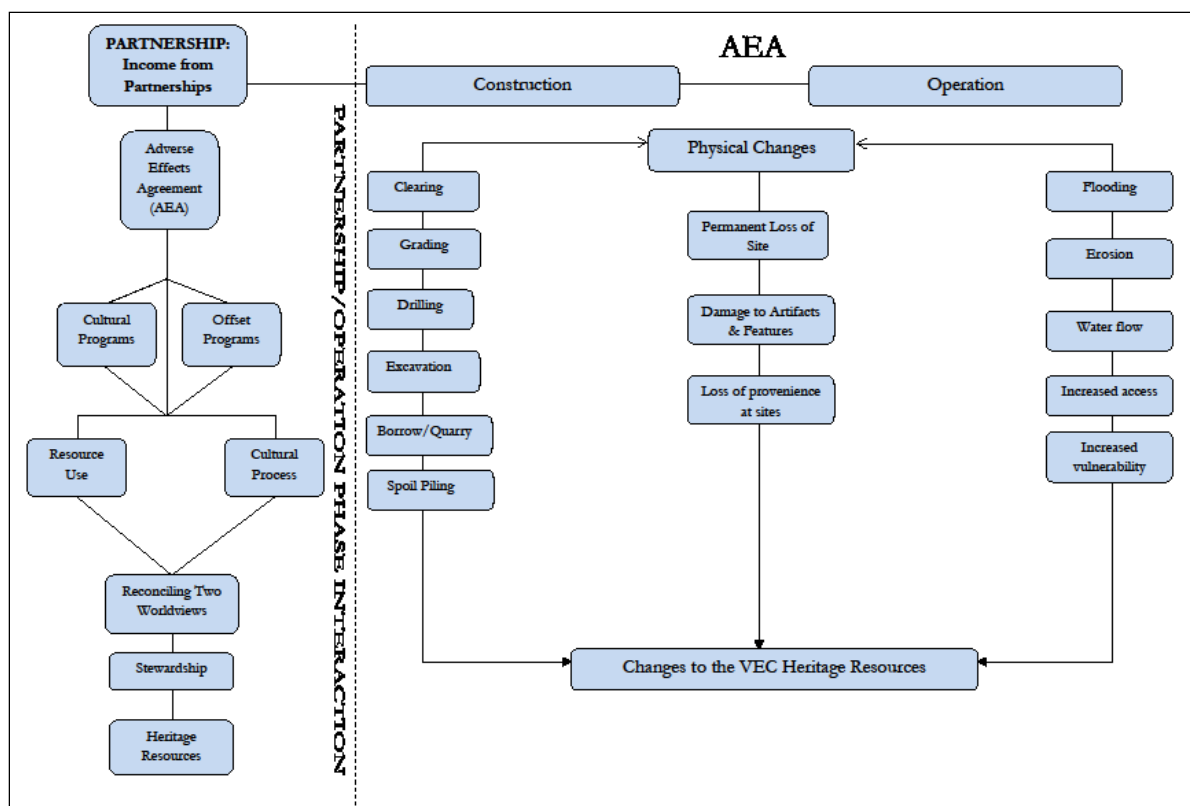 PARTNERSHIP:
Income from
Partnerships
Adverse
Effects
Agreement
(AEA)
Cultural
Programs
Offset
Programs
Resource
Use
Cultural
Process
Reconciling Two
Worldviews
Stewardship
Heritage
Resources
PARTNERSHIP/OPERATION PHASE INTERACTION
AEA
Construction
Operation
Physical Changes
Clearing
Grading
Drilling
Excavation
Borrow/Quarry
Spoil Piling
Permanent Loss of
Site
Damage to Artifacts
& Features
Loss of provenience
at sites
Flooding
Erosion
Water flow
Increased access
Increased
vulnerability
Changes to the VEC Heritage Resources